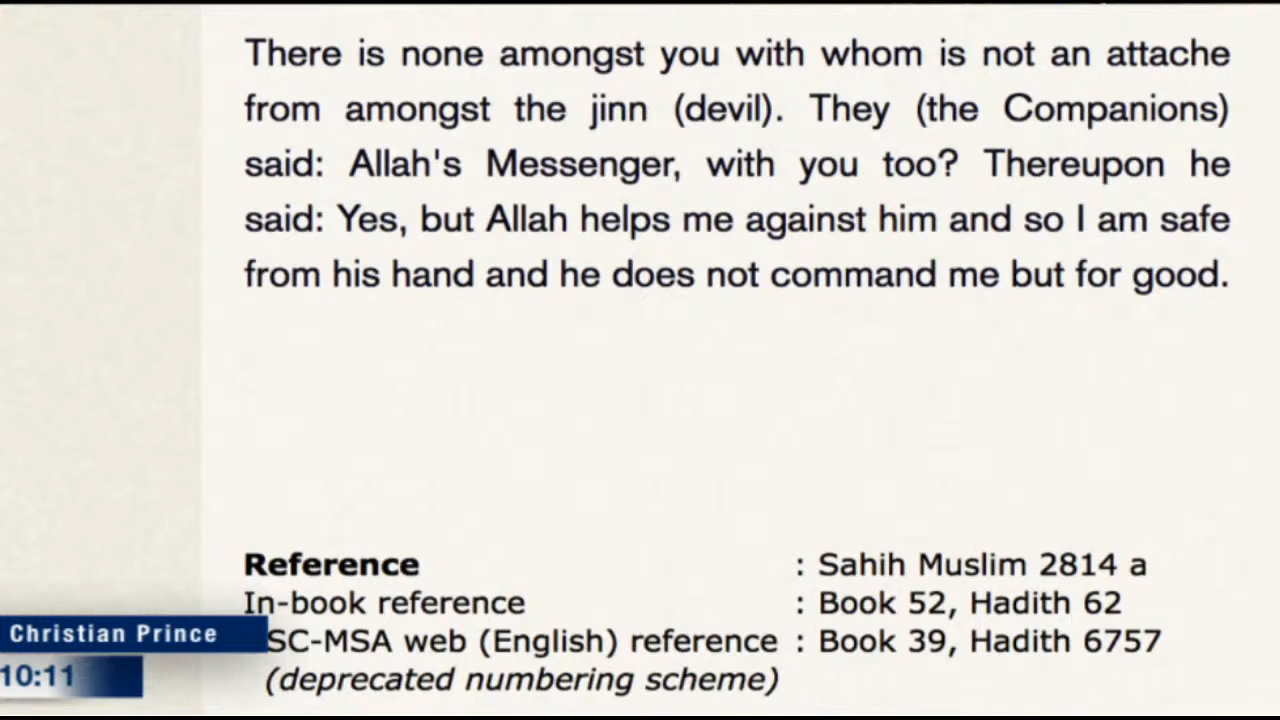 There is none amongst you with whom is not an attache
from amongst the jinn (devil). They (the Companions)
said: Allah's Messenger, with you too? Thereupon he
said: Yes, but Allah helps me against him and so I am safe
from his hand and he does not command me but for good.
Reference : Sahih Muslim 2814 a
In-book reference : Book 52, Hadith 62
Christian Prince
SC-MSA web (English) reference : Book 39, Hadith 6757
10:11
(deprecated numbering scheme)